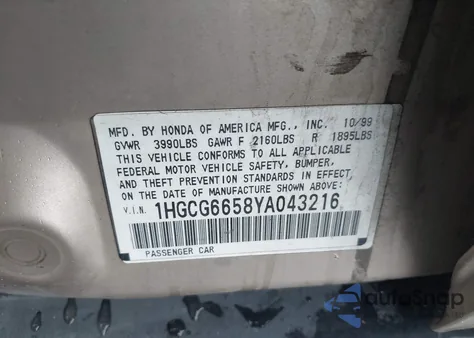 MFD. BY HONDA OF AMERICA MFG., INC. 10/99
GVWR 3990LBS GAWR F 2160LBS R 1895LBS
THIS VEHICLE CONFORMS TO ALL APPLICABLE
FEDERAL MOTOR VEHICLE SAFETY, BUMPER,
AND THEFT PREVENTION STANDARDS IN EFFECT
ON THE DATE OF MANUFACTURE SHOWN ABOVE.
V.I.N. 1HGCG6658YA043216
PASSENGER CAR
autoSnap